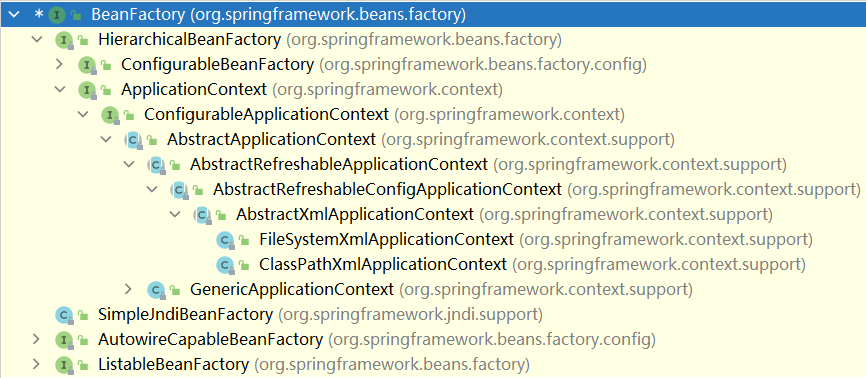 * BeanFactory (org.springframework.beans.factory)
HierarchicalBeanFactory (org.springframework.beans.factory)
ConfigurableBeanFactory (org.springframework.beans.factory.config)
ApplicationContext (org.springframework.context)
ConfigurableApplicationContext (org.springframework.context)
AbstractApplicationContext (org.springframework.context.support)
AbstractRefreshableApplicationContext (org.springframework.context.support)
AbstractRefreshableConfigApplicationContext (org.springframework.context.support)
AbstractXmlApplicationContext (org.springframework.context.support)
FileSystemXmlApplicationContext (org.springframework.context.support)
ClassPathXmlApplicationContext (org.springframework.context.support)
GenericApplicationContext (org.springframework.context.support)
SimpleJndiBeanFactory (org.springframework.jndi.support)
AutowireCapableBeanFactory (org.springframework.beans.factory.config)
ListableBeanFactory (org.springframework.beans.factory)